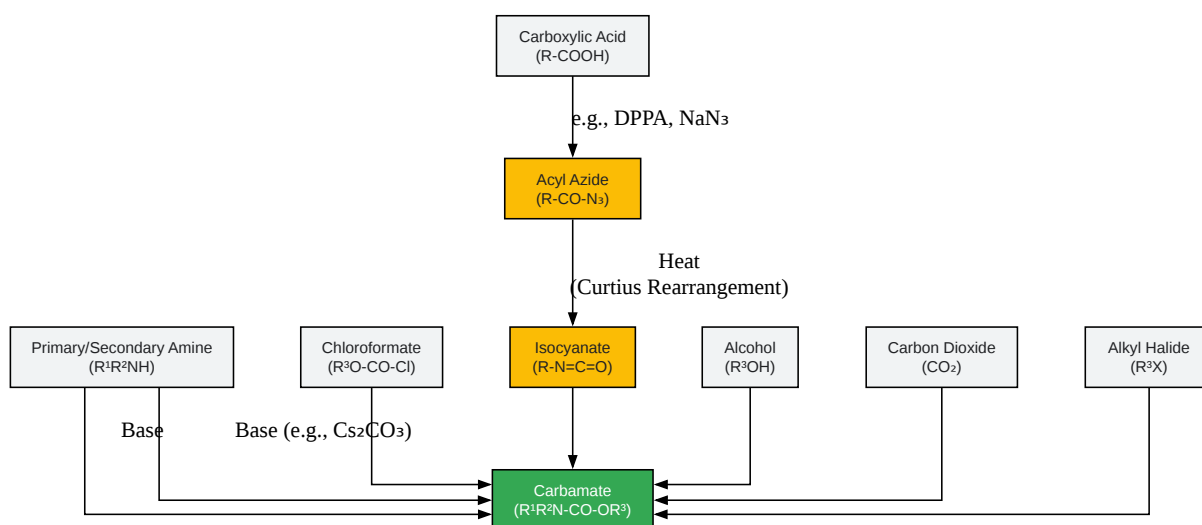 Carboxylic Acid
(R-COOH)
e.g., DPPA, NaN₃
Acyl Azide
(R-CO-N₃)
Heat
(Curtius Rearrangement)
Primary/Secondary Amine
(R¹R²NH)
Chloroformate
(R³O-CO-Cl)
Isocyanate
(R-N=C=O)
Alcohol
(R³OH)
Carbon Dioxide
(CO₂)
Alkyl Halide
(R³X)
Base
Base (e.g., Cs₂CO₃)
Carbamate
(R¹R²N-CO-OR³)